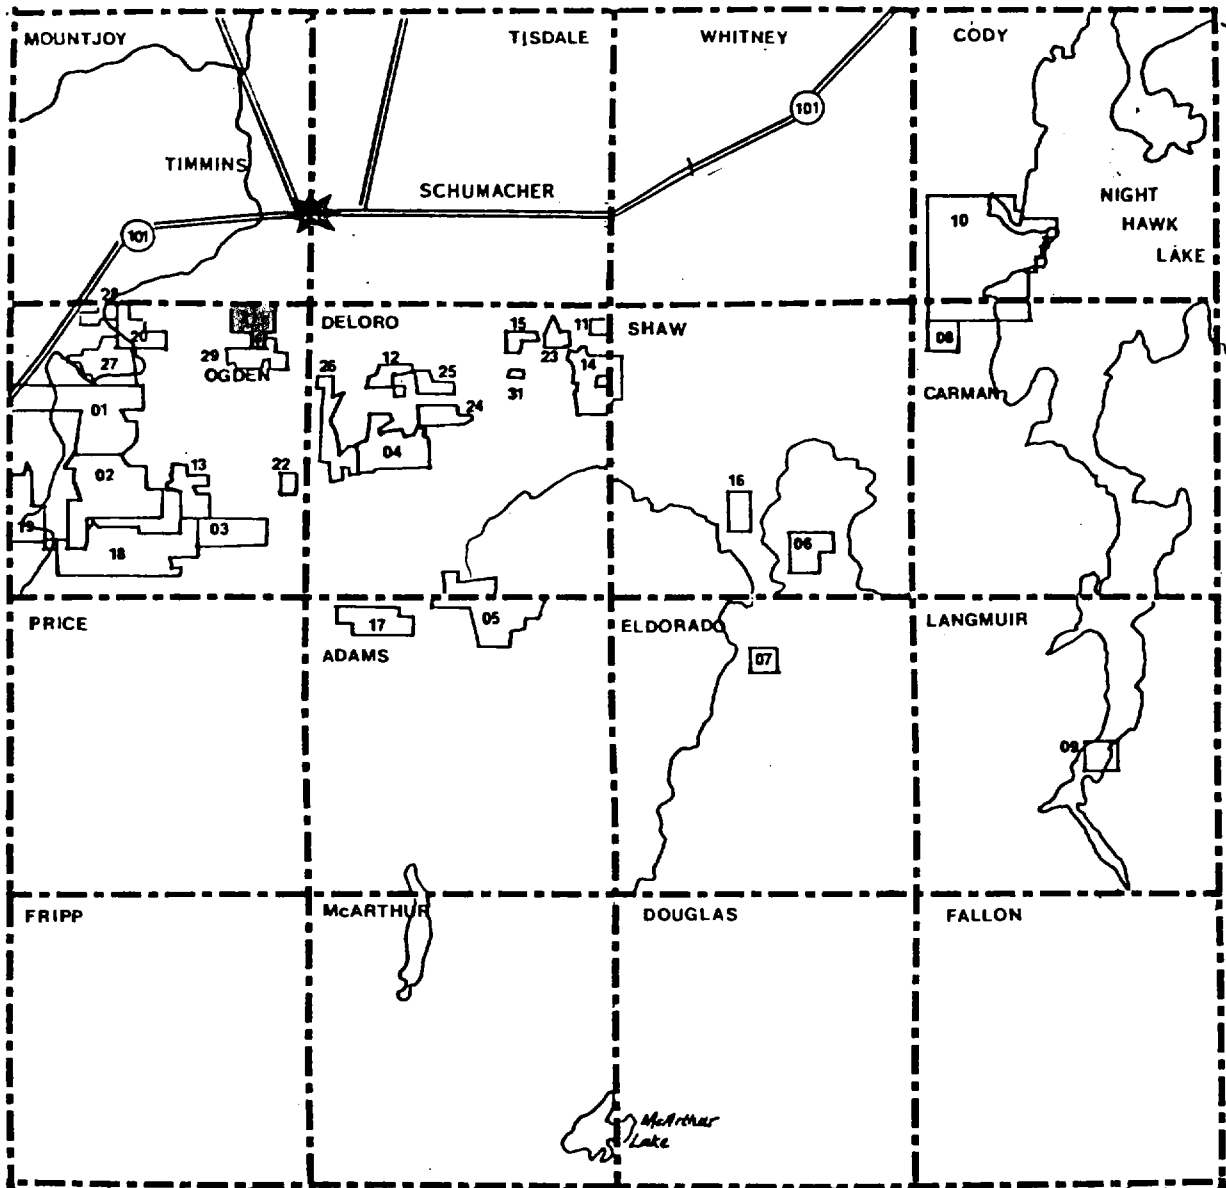 MOUNTJOY
TISDALE
WHITNEY
CODY
101
TIMMINS
SCHUMACHER
101
10
NIGHT
HAWK
LAKE
28
20
27
29
OGDEN
DELORO
15
23
11
14
SHAW
08
CARMAN
26
12
25
31
24
01
02
13
22
04
16
06
19
18
03
PRICE
17
ADAMS
05
ELDORADO
07
LANGMUIR
09
FRIPP
McARTHUR
DOUGLAS
FALLON
McArthur
Lake